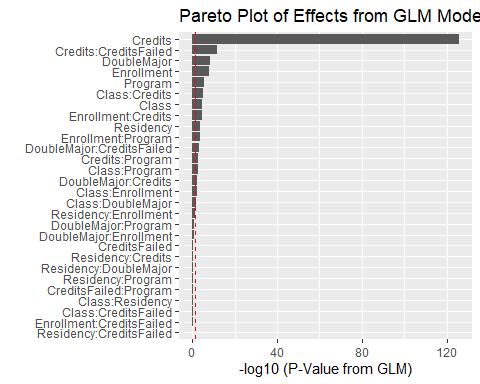 Pareto Plot of Effects from GLM Mode
Credits
Credits:CreditsFailed
DoubleMajor
Enrollment
Program
Class:Credits
Class
Enrollment:Credits
Residency
Enrollment:Program
DoubleMajor:CreditsFailed
Credits:Program
Class:Program
DoubleMajor:Credits
Class:Enrollment
Class:DoubleMajor
Residency:Enrollment
DoubleMajor:Program
DoubleMajor:Enrollment
CreditsFailed
Residency:Credits
Residency:DoubleMajor
Residency:Program
CreditsFailed:Program
Class:Residency
Class:CreditsFailed
Enrollment:CreditsFailed
Residency:CreditsFailed
0 40 80 120
-log10 (P-Value from GLM)